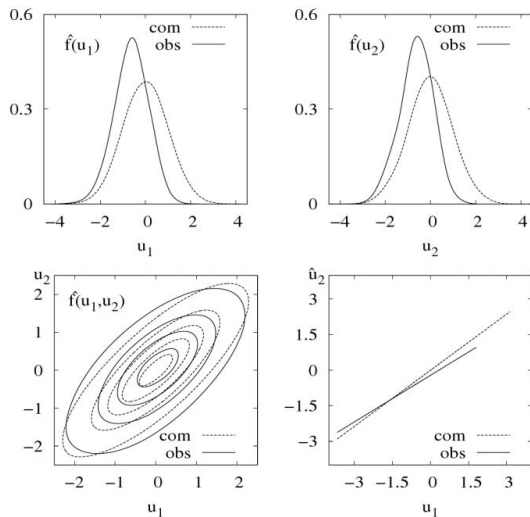 0.6
0.3
0
f̂(u₁)
com
obs
-4 -2 0 2 4
u₁
0.6
0.3
0
f̂(u₂)
com
obs
-4 -2 0 2 4
u₂
u₂
2
1
0
-1
-2
f̂(u₁,u₂)
com
obs
-2 -1 0 1 2
u₁
û₂
3
1.5
0
-1.5
-3
com
obs
-3 -1.5 0 1.5 3
u₁